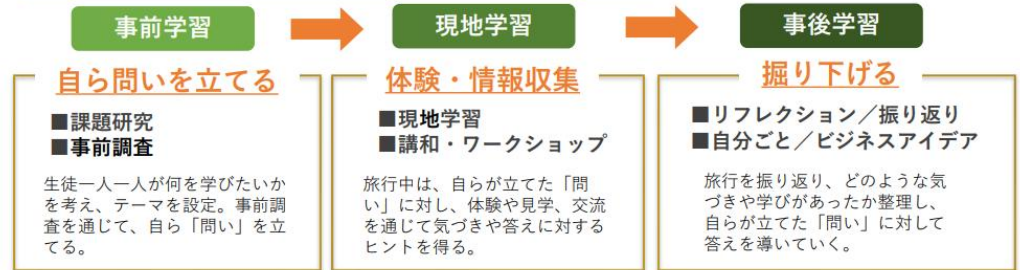 事前学習
現地学習
事後学習
自ら問いを立てる
■課題研究
■事前調査
生徒一人一人が何を学びたいか
を考え、テーマを設定。事前調
査を通じて、自ら「問い」を立
てる。
体験・情報収集
■現地学習
■講和・ワークショップ
旅行中は、自らが立てた「問
い」に対し、体験や見学、交流
を通じて気づきや答えに対する
ヒントを得る。
掘り下げる
■リフレクション／振り返り
■自分ごと／ビジネスアイデア
旅行を振り返り、どのような気
づきや学びがあったか整理し、
自らが立てた「問い」に対して
答えを導いていく。